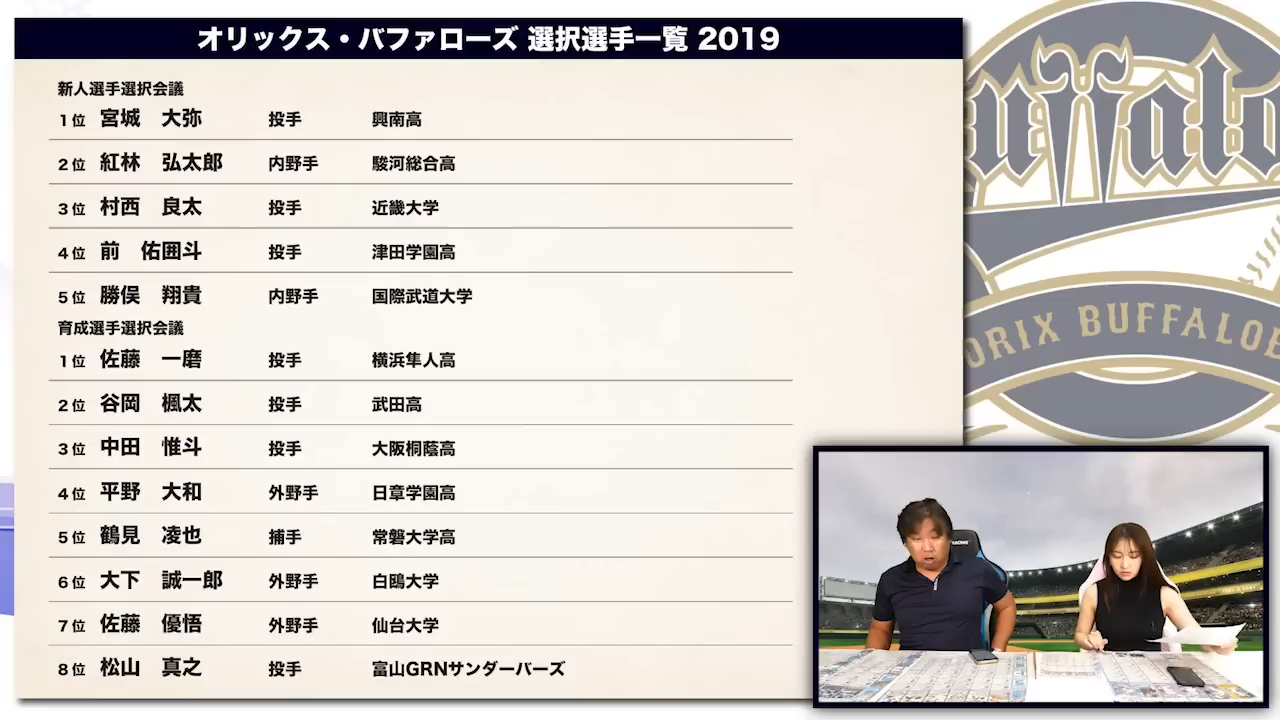 オリックス・バファローズ 選択選手一覧 2019
新人選手選択会議
1位 宮城 大弥 投手 興南高
2位 紅林 弘太郎 内野手 駿河総合高
3位 村西 良太 投手 近畿大学
4位 前 佑囲斗 投手 津田学園高
5位 勝俣 翔貴 内野手 国際武道大学
育成選手選択会議
1位 佐藤 一磨 投手 横浜隼人高
2位 谷岡 楓太 投手 武田高
3位 中田 惟斗 投手 大阪桐蔭高
4位 平野 大和 外野手 日章学園高
5位 鶴見 凌也 捕手 常磐大学高
6位 大下 誠一郎 外野手 白鴎大学
7位 佐藤 優悟 外野手 仙台大学
8位 松山 真之 投手 富山GRNサンダーバーズ
Buffalo
ORIX BUFFALOE
RACING